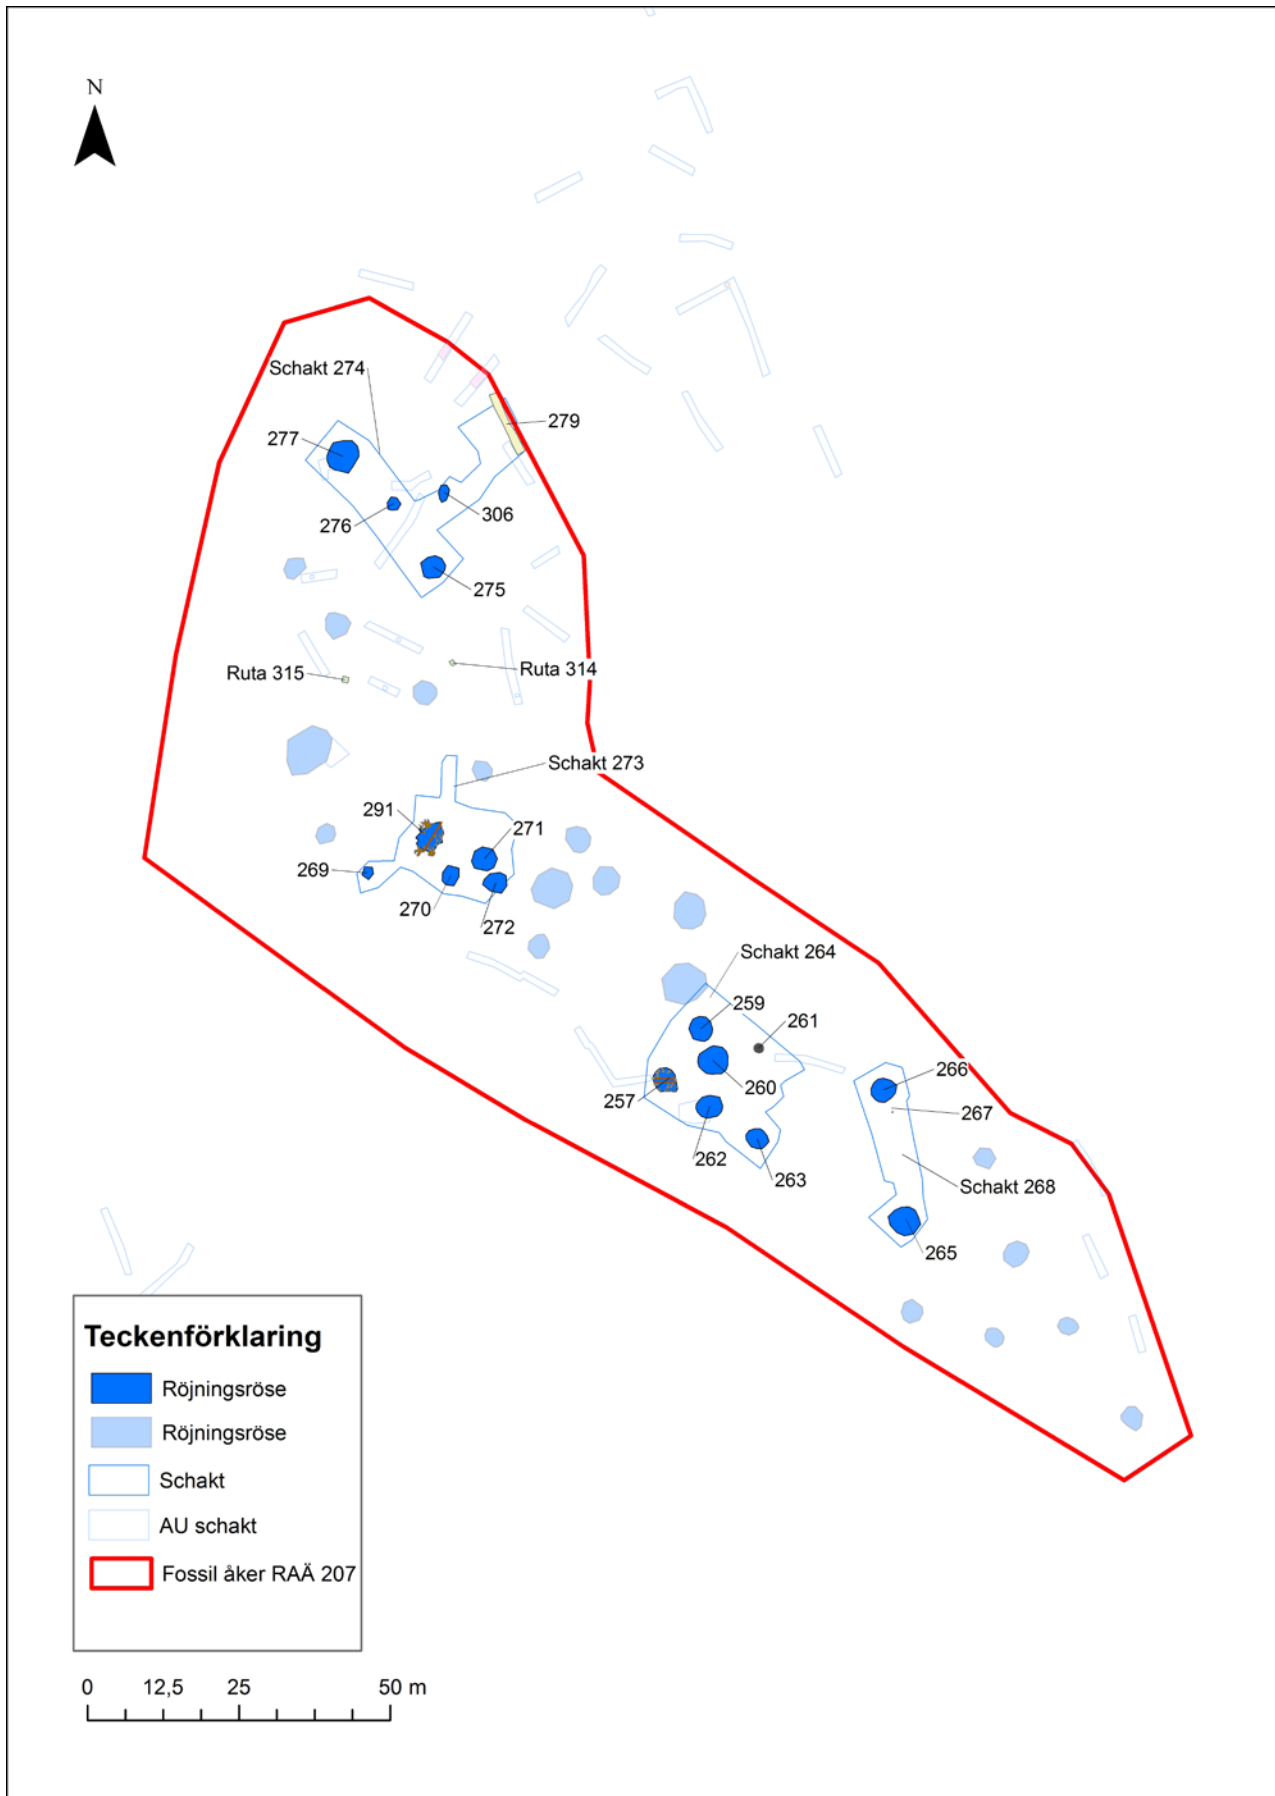 N
Schakt 274
279
277
306
276
275
Ruta 314
Ruta 315
Schakt 273
291
271
269
270
272
Schakt 264
259
261
266
260
257
267
262
263
Schakt 268
265
Teckenförklaring
Röjningsröse
Röjningsröse
Schakt
AU schakt
Fossil åker RAÄ 207
0 12,5 25 50 m